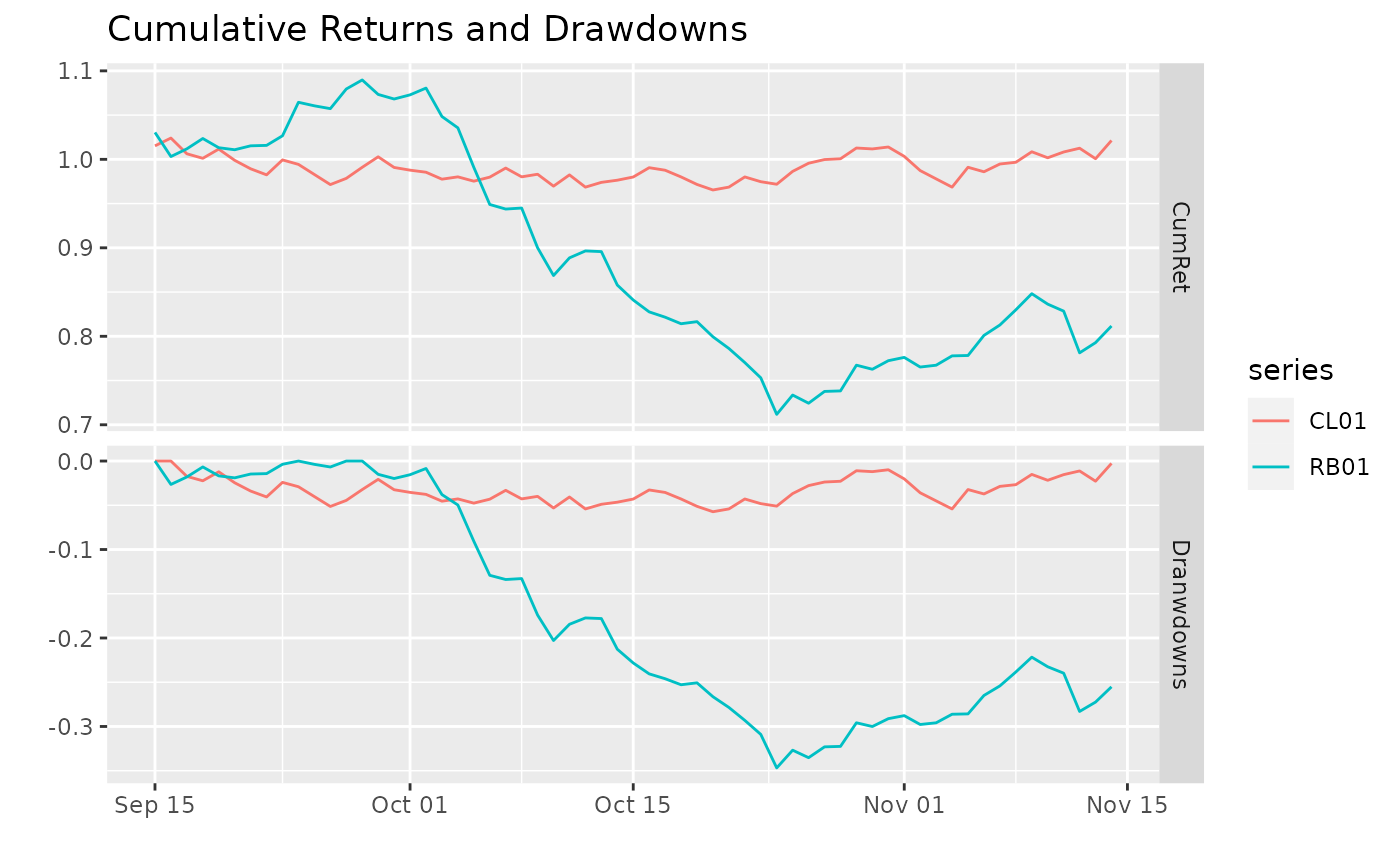 Cumulative Returns and Drawdowns
1.1
1.0
0.9
0.8
0.7
CumRet
0.0
-0.1
-0.2
-0.3
Dranwdowns
Sep 15
Oct 01
Oct 15
Nov 01
Nov 15
series
CL01
RB01